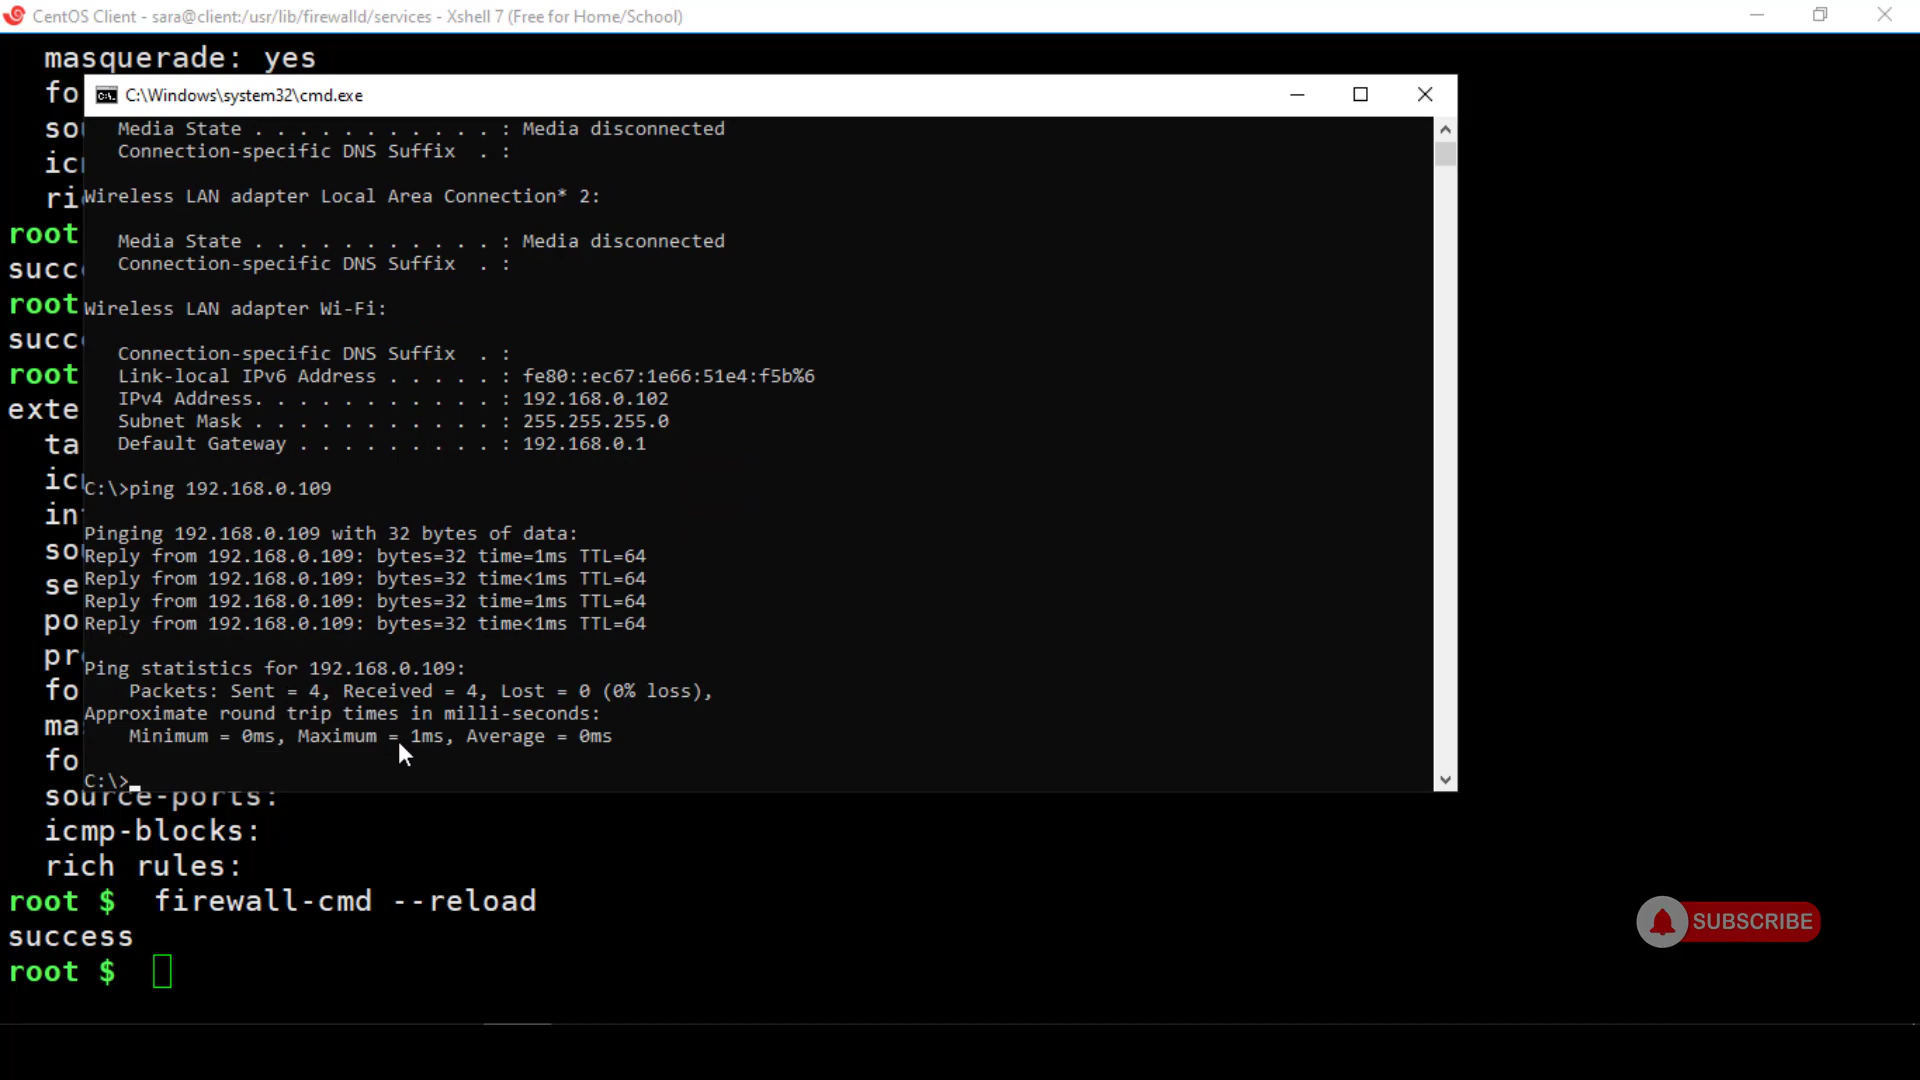 CentOS Client - sara@client:/usr/lib/firewalld/services - Xshell 7 (Free for Home/School)
masquerade: yes
C:\Windows\system32\cmd.exe
Media State . . . . . . . . . . . : Media disconnected
Connection-specific DNS Suffix  . :
Wireless LAN adapter Local Area Connection* 2:
Media State . . . . . . . . . . . : Media disconnected
Connection-specific DNS Suffix  . :
Wireless LAN adapter Wi-Fi:
Connection-specific DNS Suffix  . :
Link-local IPv6 Address . . . . . : fe80::ec67:1e66:51e4:f5b%6
IPv4 Address. . . . . . . . . . . : 192.168.0.102
Subnet Mask . . . . . . . . . . . : 255.255.255.0
Default Gateway . . . . . . . . . : 192.168.0.1
C:\>ping 192.168.0.109
Pinging 192.168.0.109 with 32 bytes of data:
Reply from 192.168.0.109: bytes=32 time=1ms TTL=64
Reply from 192.168.0.109: bytes=32 time<1ms TTL=64
Reply from 192.168.0.109: bytes=32 time=1ms TTL=64
Reply from 192.168.0.109: bytes=32 time<1ms TTL=64
Ping statistics for 192.168.0.109:
Packets: Sent = 4, Received = 4, Lost = 0 (0% loss),
Approximate round trip times in milli-seconds:
Minimum = 0ms, Maximum = 1ms, Average = 0ms
C:\>
root
root
root
source-ports:
icmp-blocks:
rich rules:
root $  firewall-cmd --reload
success
root $
SUBSCRIBE